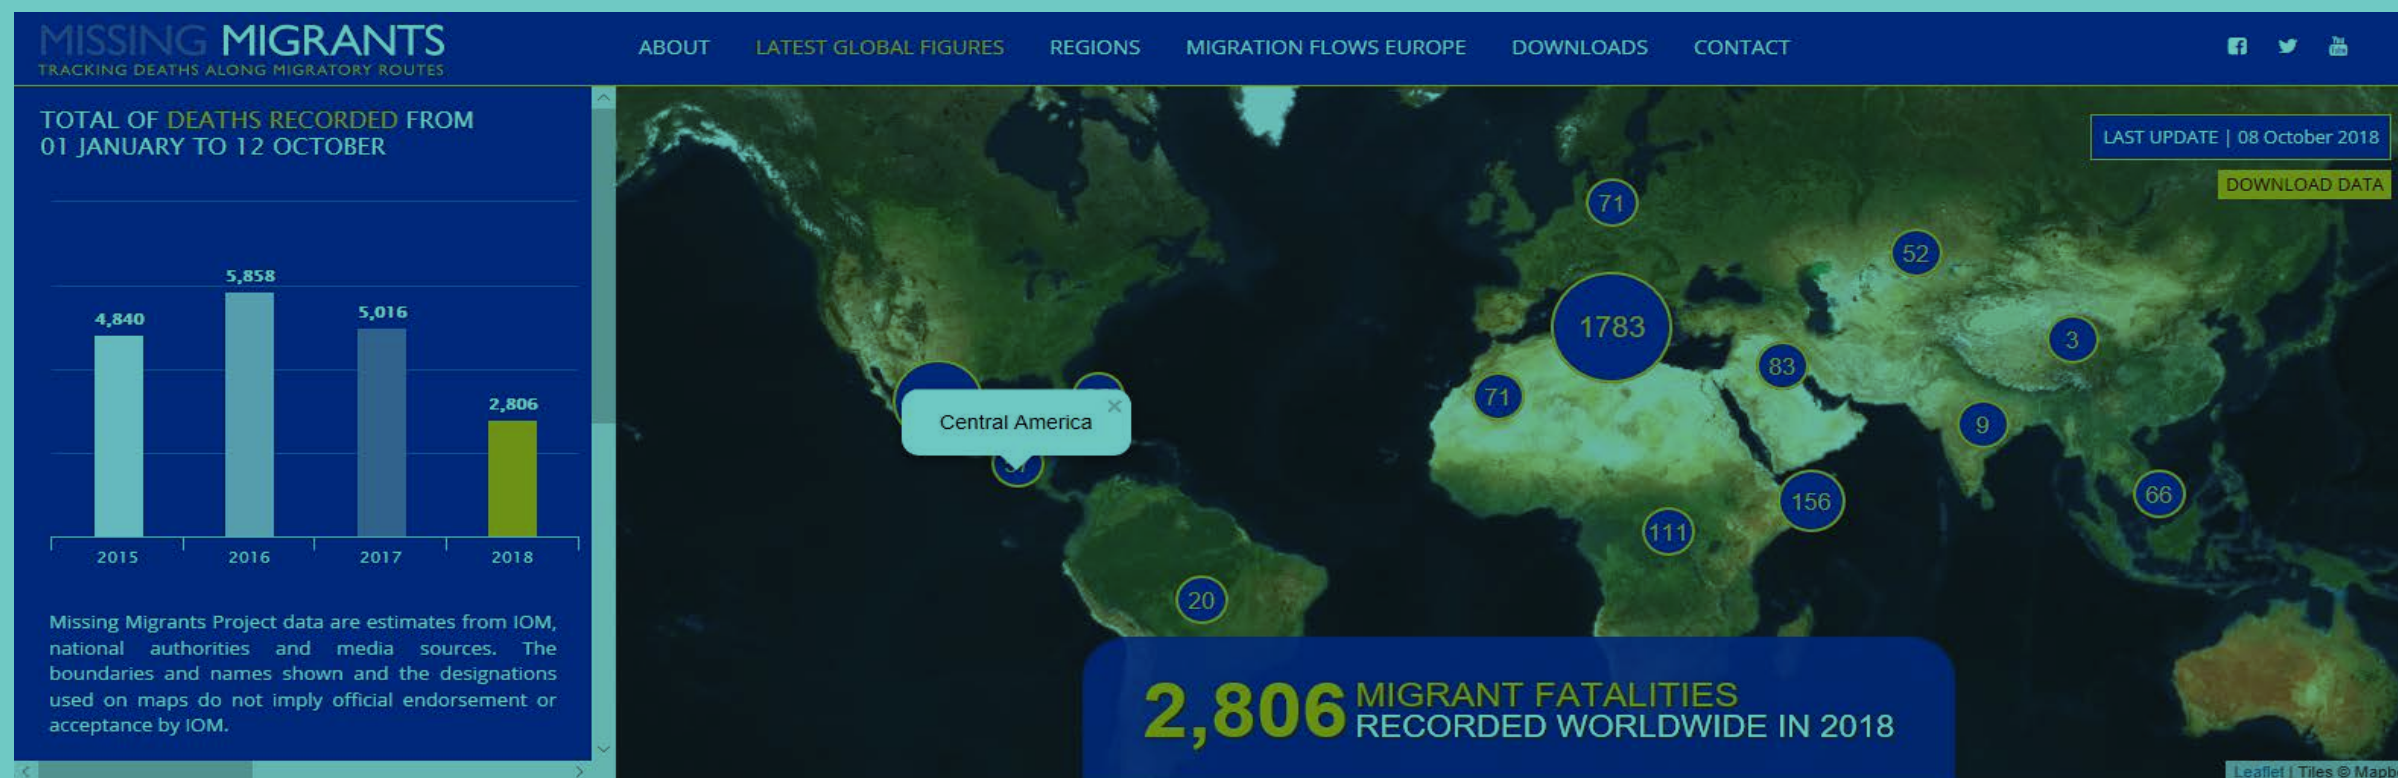 MISSING MIGRANTS
TRACKING DEATHS ALONG MIGRATORY ROUTES
ABOUT
LATEST GLOBAL FIGURES
REGIONS
MIGRATION FLOWS EUROPE
DOWNLOADS
CONTACT
You Tube
TOTAL OF DEATHS RECORDED FROM
01 JANUARY TO 12 OCTOBER
4,840
5,858
5,016
2,806
2015
2016
2017
2018
Missing Migrants Project data are estimates from IOM,
national authorities and media sources. The
boundaries and names shown and the designations
used on maps do not imply official endorsement or
acceptance by IOM.
LAST UPDATE | 08 October 2018
DOWNLOAD DATA
71
52
1783
3
83
71
Central America
9
66
156
111
20
2,806 MIGRANT FATALITIES
RECORDED WORLDWIDE IN 2018
Leaflet | Tiles © Mapb